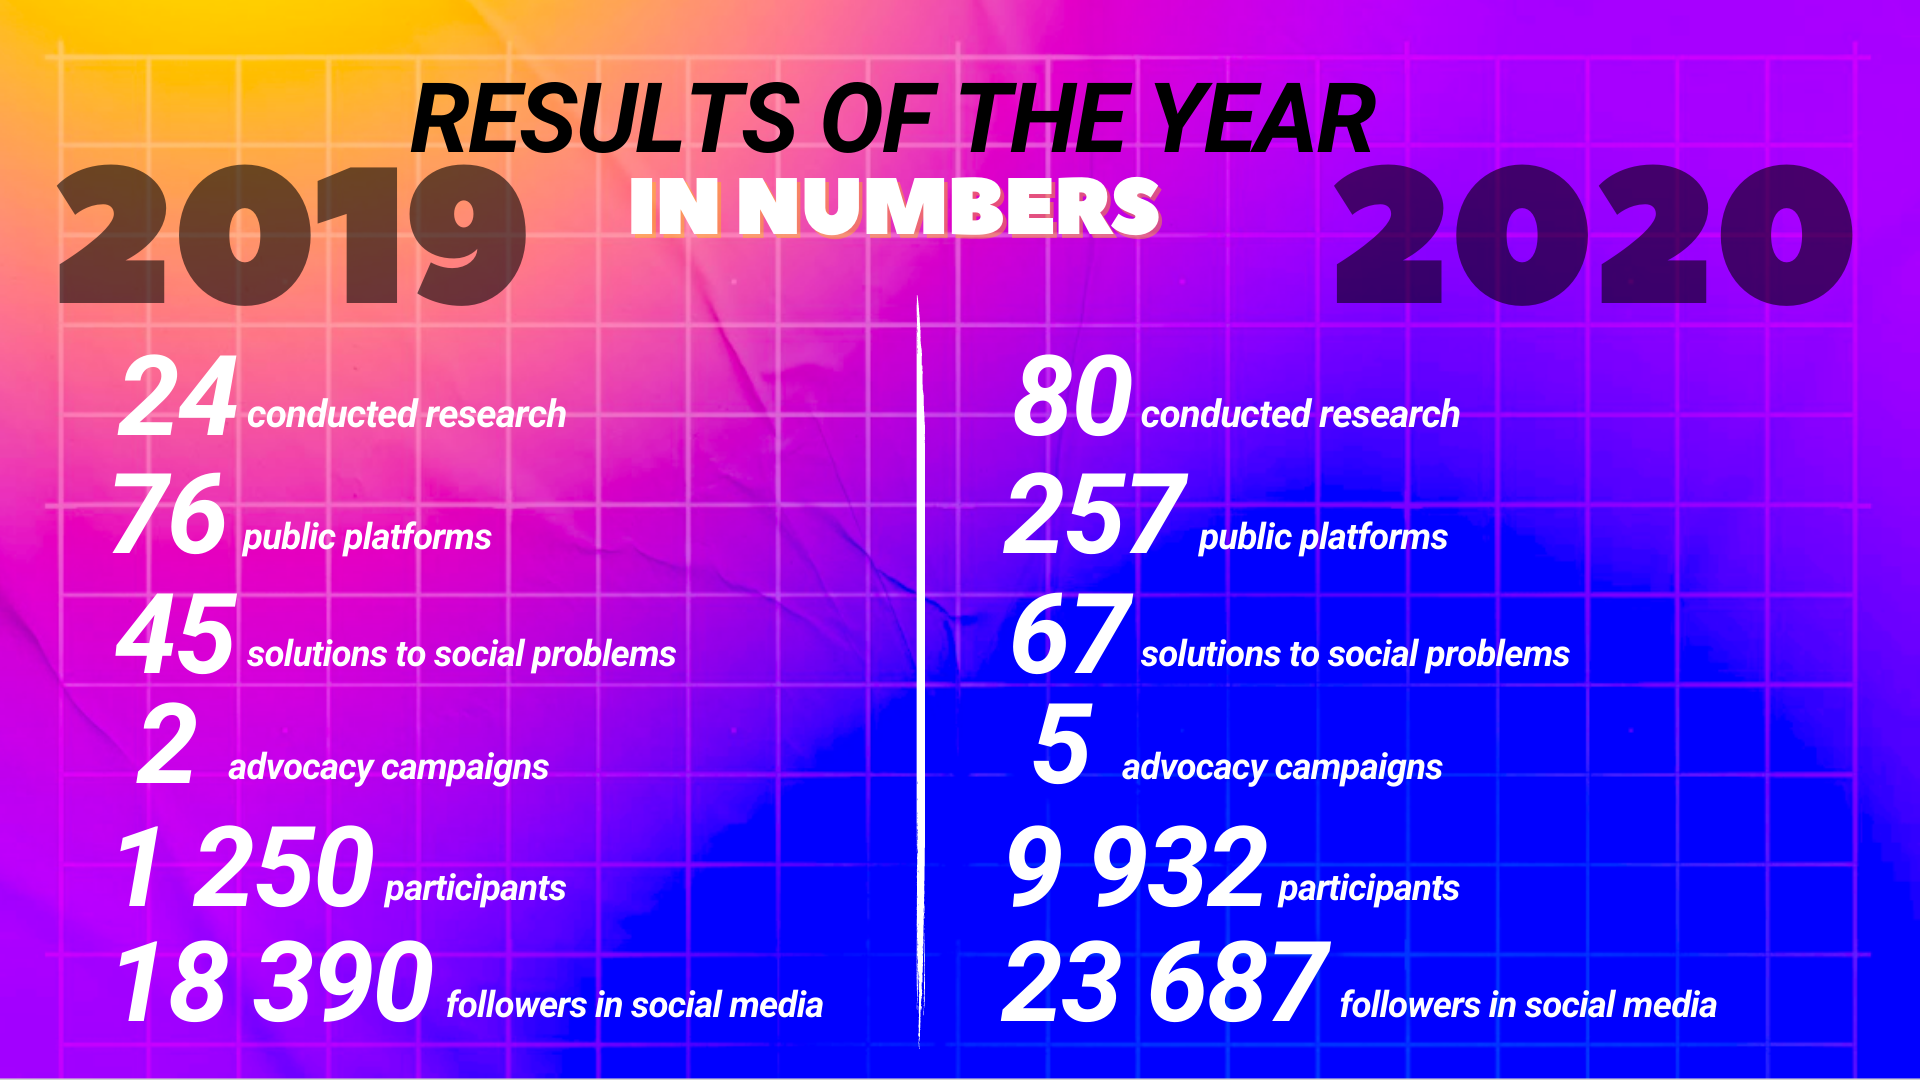 RESULTS OF THE YEAR
IN NUMBERS
2019
24 conducted research
76 public platforms
45 solutions to social problems
2 advocacy campaigns
1 250 participants
18 390 followers in social media
2020
80 conducted research
257 public platforms
67 solutions to social problems
5 advocacy campaigns
9 932 participants
23 687 followers in social media